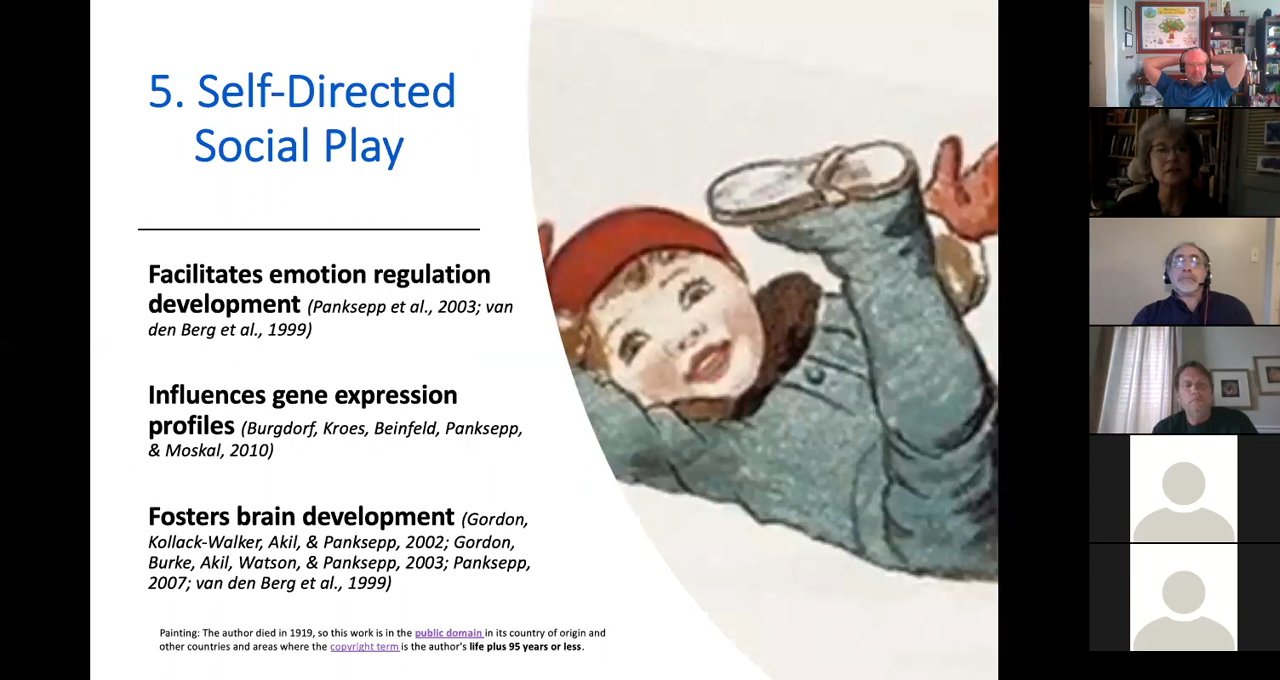 5. Self-Directed
Social Play
Facilitates emotion regulation
development (Panksepp et al., 2003; van
den Berg et al., 1999)
Influences gene expression
profiles (Burgdorf, Kroes, Beinfeld, Panksepp,
& Moskal, 2010)
Fosters brain development (Gordon,
Kollack-Walker, Akil, & Panksepp, 2002; Gordon,
Burke, Akil, Watson, & Panksepp, 2003; Panksepp,
2007; van den Berg et al., 1999)
Painting: The author died in 1919, so this work is in the public domain in its country of origin and
other countries and areas where the copyright term is the author's life plus 95 years or less.